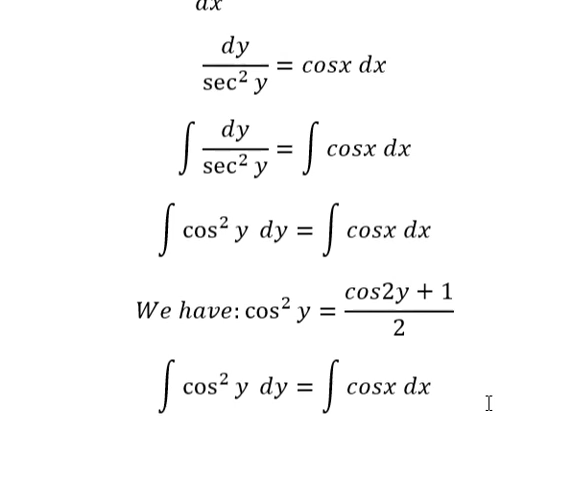 dx
dy/sec² y = cosx dx
∫ dy/sec² y = ∫ cosx dx
∫ cos² y dy = ∫ cosx dx
We have: cos² y = (cos2y + 1)/2
∫ cos² y dy = ∫ cosx dx